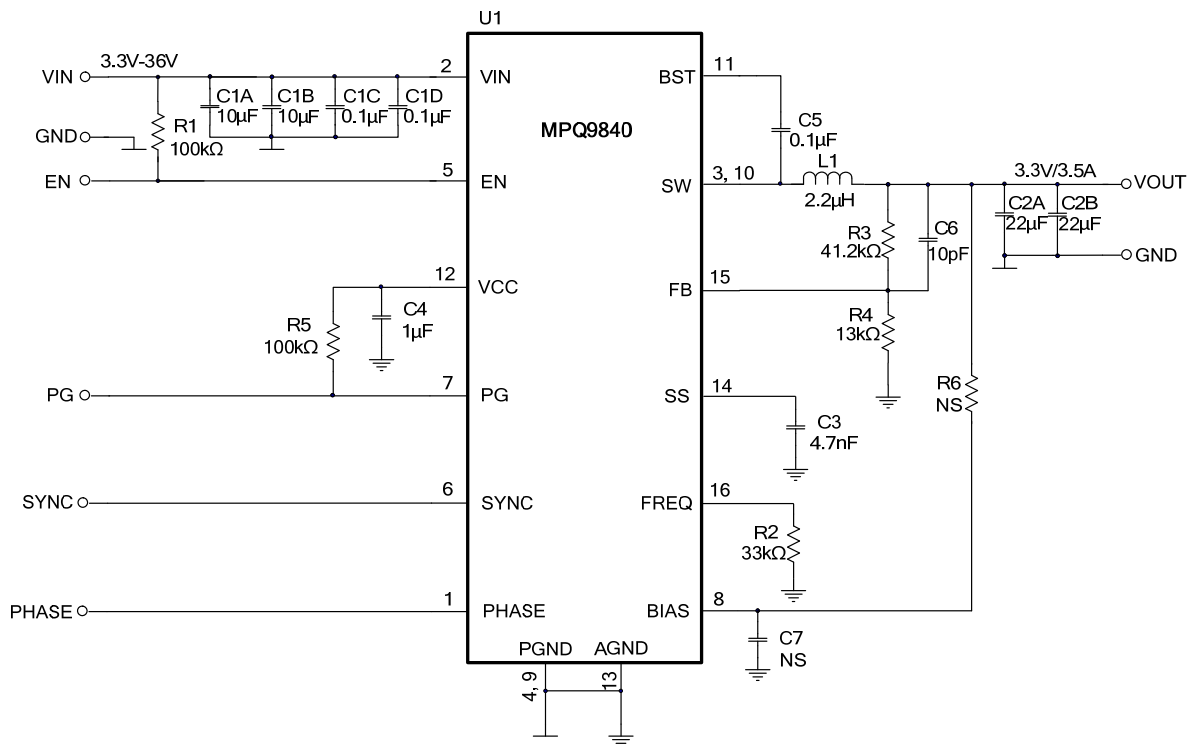 U1
MPQ9840
3.3V-36V
VIN
2
VIN
C1A
10µF
C1B
10µF
C1C
0.1µF
C1D
0.1µF
GND
R1
100kΩ
EN
5
EN
12
VCC
C4
1µF
R5
100kΩ
PG
7
PG
SYNC
6
SYNC
PHASE
1
PHASE
PGND
AGND
4, 9
13
BST
11
C5
0.1µF
SW
3, 10
L1
2.2µH
3.3V/3.5A
VOUT
C2A
22µF
C2B
22µF
GND
R3
41.2kΩ
C6
10pF
FB
15
R4
13kΩ
R6
NS
SS
14
C3
4.7nF
FREQ
16
R2
33kΩ
BIAS
8
C7
NS